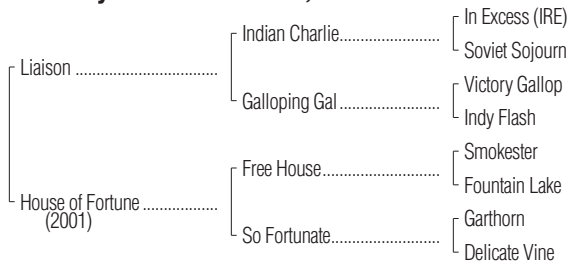 In Excess (IRE)
Indian Charlie
Soviet Sojourn
Liaison
Victory Gallop
Galloping Gal
Indy Flash
Smokester
Free House
Fountain Lake
House of Fortune
(2001)
Garthorn
So Fortunate
Delicate Vine